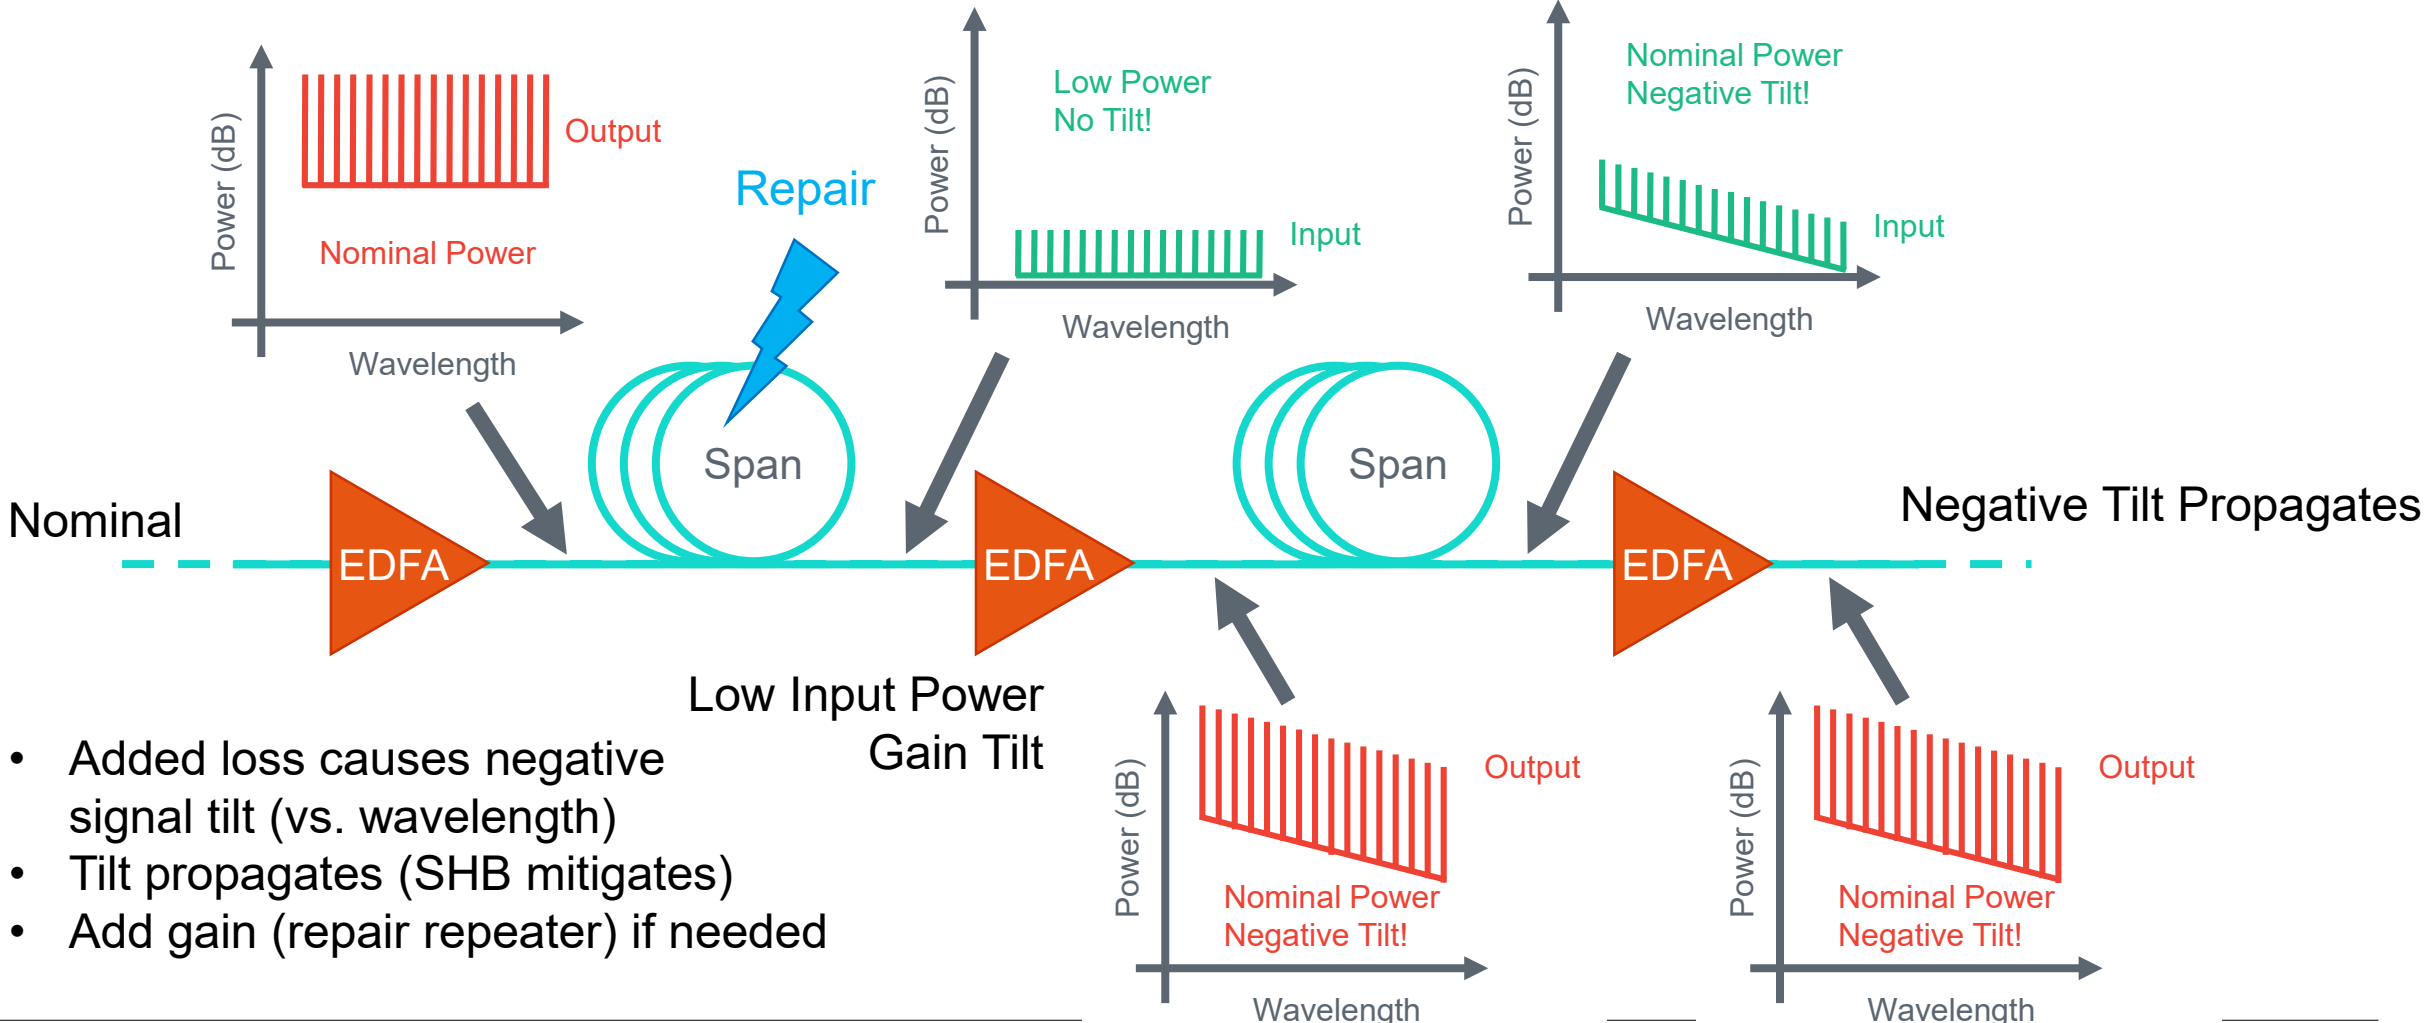 Power (dB)
Output
Nominal Power
Wavelength
Repair
Power (dB)
Low Power
No Tilt!
Input
Wavelength
Power (dB)
Nominal Power
Negative Tilt!
Input
Wavelength
Nominal
EDFA
Span
EDFA
Span
EDFA
Negative Tilt Propagates
Low Input Power
Gain Tilt
• Added loss causes negative
signal tilt (vs. wavelength)
• Tilt propagates (SHB mitigates)
• Add gain (repair repeater) if needed
Power (dB)
Output
Nominal Power
Negative Tilt!
Wavelength
Power (dB)
Output
Nominal Power
Negative Tilt!
Wavelength